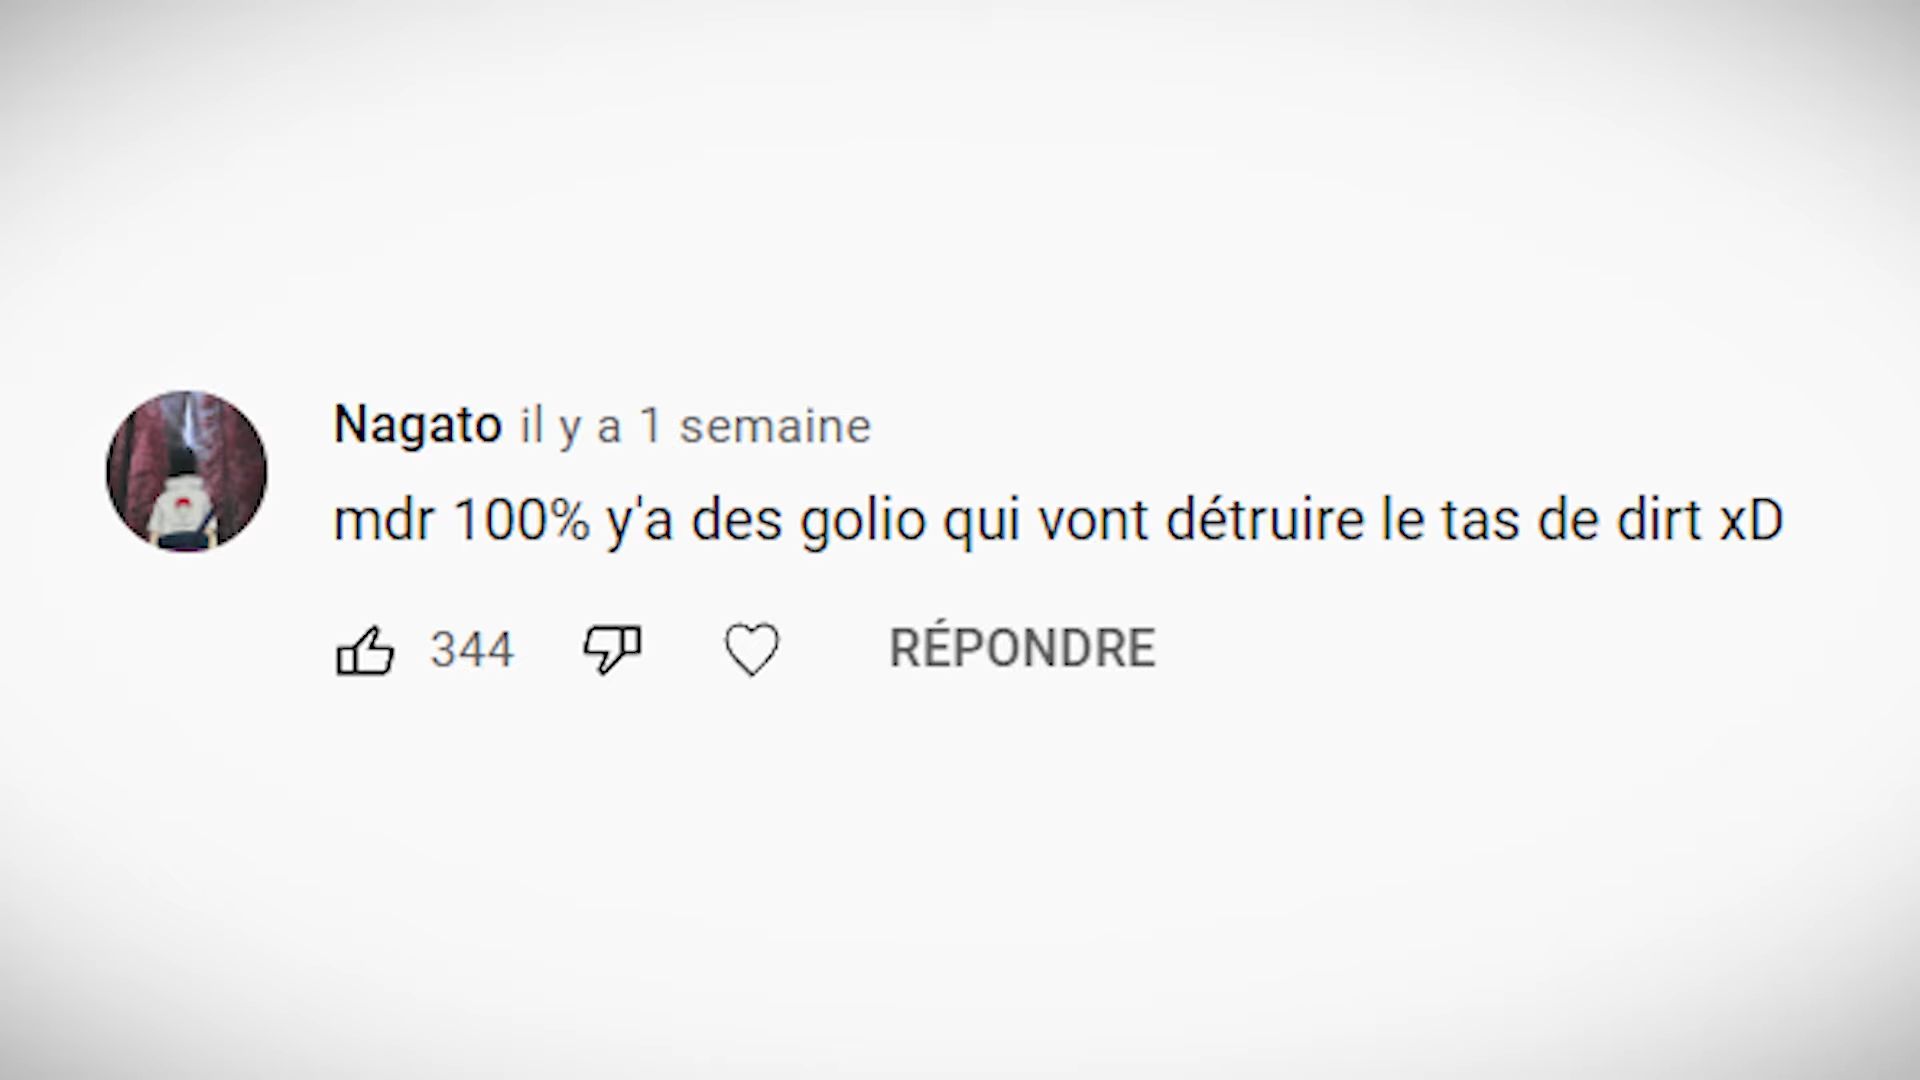 Nagato il y a 1 semaine
mdr 100% y'a des golio qui vont détruire le tas de dirt xD
344 RÉPONDRE